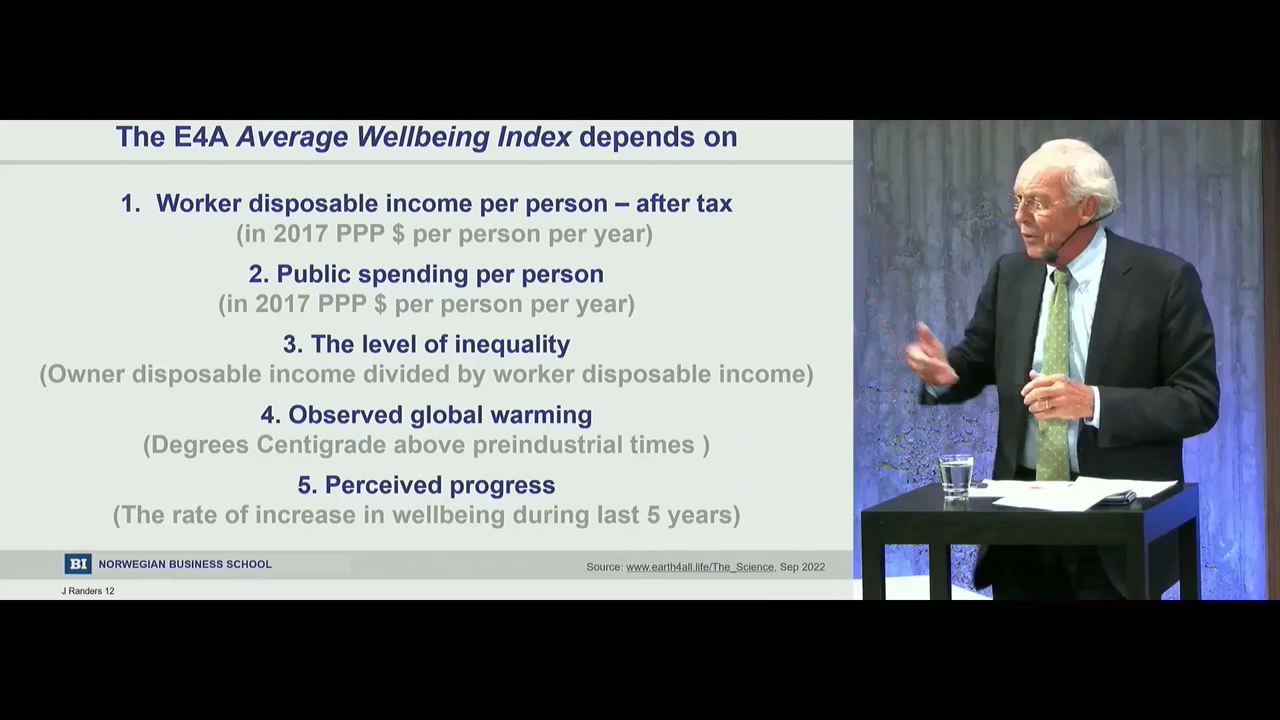 The E4A Average Wellbeing Index depends on
1. Worker disposable income per person – after tax
(in 2017 PPP $ per person per year)
2. Public spending per person
(in 2017 PPP $ per person per year)
3. The level of inequality
(Owner disposable income divided by worker disposable income)
4. Observed global warming
(Degrees Centigrade above preindustrial times )
5. Perceived progress
(The rate of increase in wellbeing during last 5 years)
BI NORWEGIAN BUSINESS SCHOOL
Source: www.earth4all.life/The_Science, Sep 2022
J Randers 12